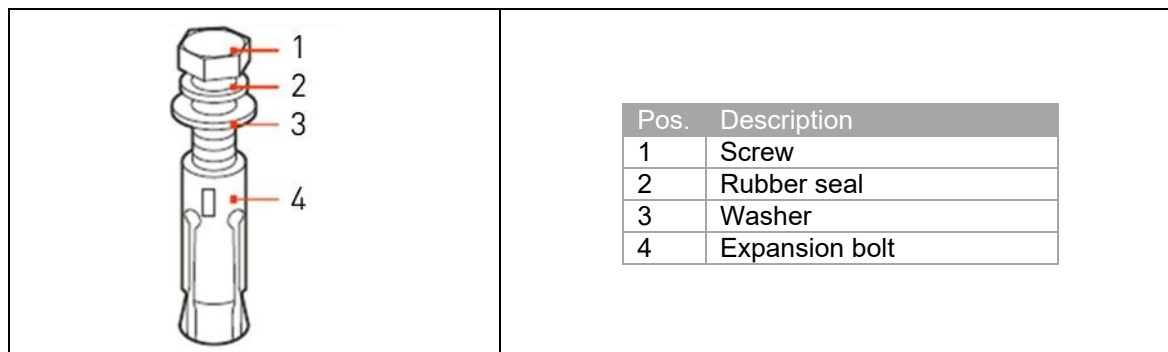 1
2
3
4
Pos. Description
1 Screw
2 Rubber seal
3 Washer
4 Expansion bolt